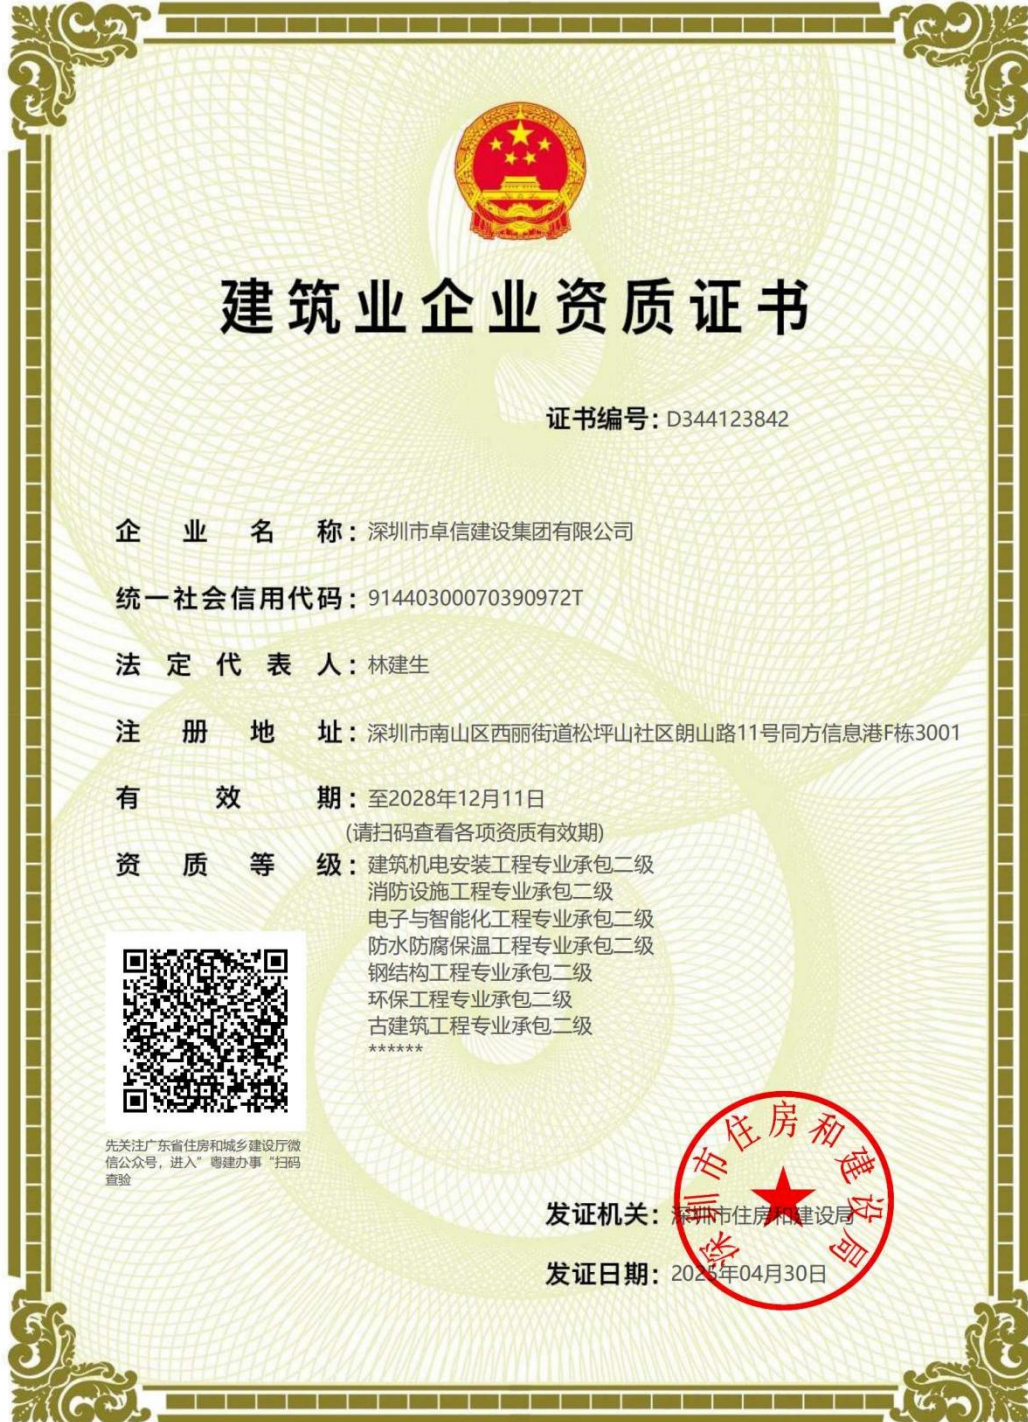 建筑业企业资质证书
证书编号：D344123842
企业名称：深圳市卓信建设集团有限公司
统一社会信用代码：91440300070390972T
法定代表人：林建生
注册地址：深圳市南山区西丽街道松坪山社区朗山路11号同方信息港F栋3001
有效期：至2028年12月11日
(请扫码查看各项资质有效期)
资质等级：建筑机电安装工程专业承包二级
消防设施工程专业承包二级
电子与智能化工程专业承包二级
防水防腐保温工程专业承包二级
钢结构工程专业承包二级
环保工程专业承包二级
古建筑工程专业承包二级
******
先关注广东省住房和城乡建设厅微
信公众号，进入”粤建办事“扫码
查验
深圳市住房和建设局
发证机关：深圳市住房和建设局
发证日期：2025年04月30日